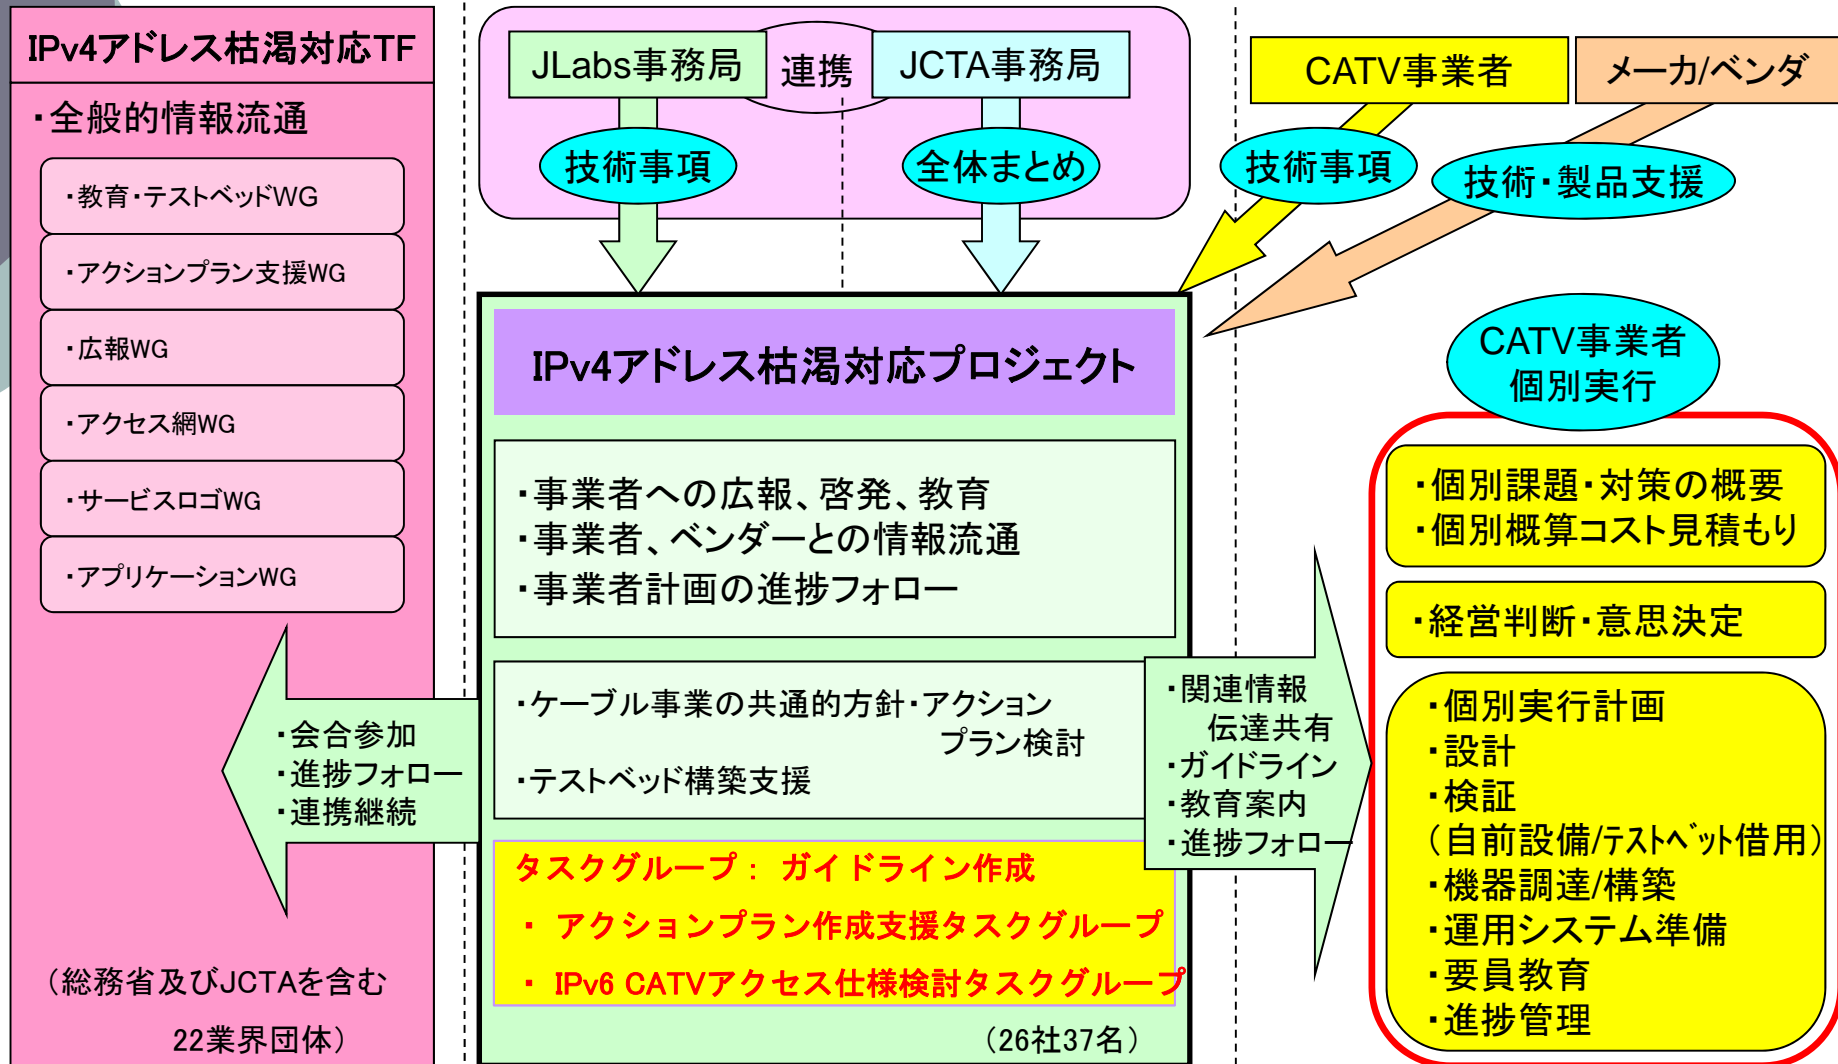 IPv4アドレス枯渇対応TF
・全般的情報流通
・教育・テストベッドWG
・アクションプラン支援WG
・広報WG
・アクセス網WG
・サービスロゴWG
・アプリケーションWG
・会合参加
・進捗フォロー
・連携継続
（総務省及びJCTAを含む
22業界団体）
JLabs事務局
連携
JCTA事務局
技術事項
全体まとめ
CATV事業者
メーカ/ベンダ
技術事項
技術・製品支援
IPv4アドレス枯渇対応プロジェクト
・事業者への広報、啓発、教育
・事業者、ベンダーとの情報流通
・事業者計画の進捗フォロー
・ケーブル事業の共通的方針・アクション
プラン検討
・テストベッド構築支援
タスクグループ： ガイドライン作成
・ アクションプラン作成支援タスクグループ
・ IPv6 CATVアクセス仕様検討タスクグループ
（26社37名）
・関連情報
伝達共有
・ガイドライン
・教育案内
・進捗フォロー
CATV事業者
個別実行
・個別課題・対策の概要
・個別概算コスト見積もり
・経営判断・意思決定
・個別実行計画
・設計
・検証
（自前設備/ﾃｽﾄﾍﾞｯﾄ借用）
・機器調達/構築
・運用システム準備
・要員教育
・進捗管理